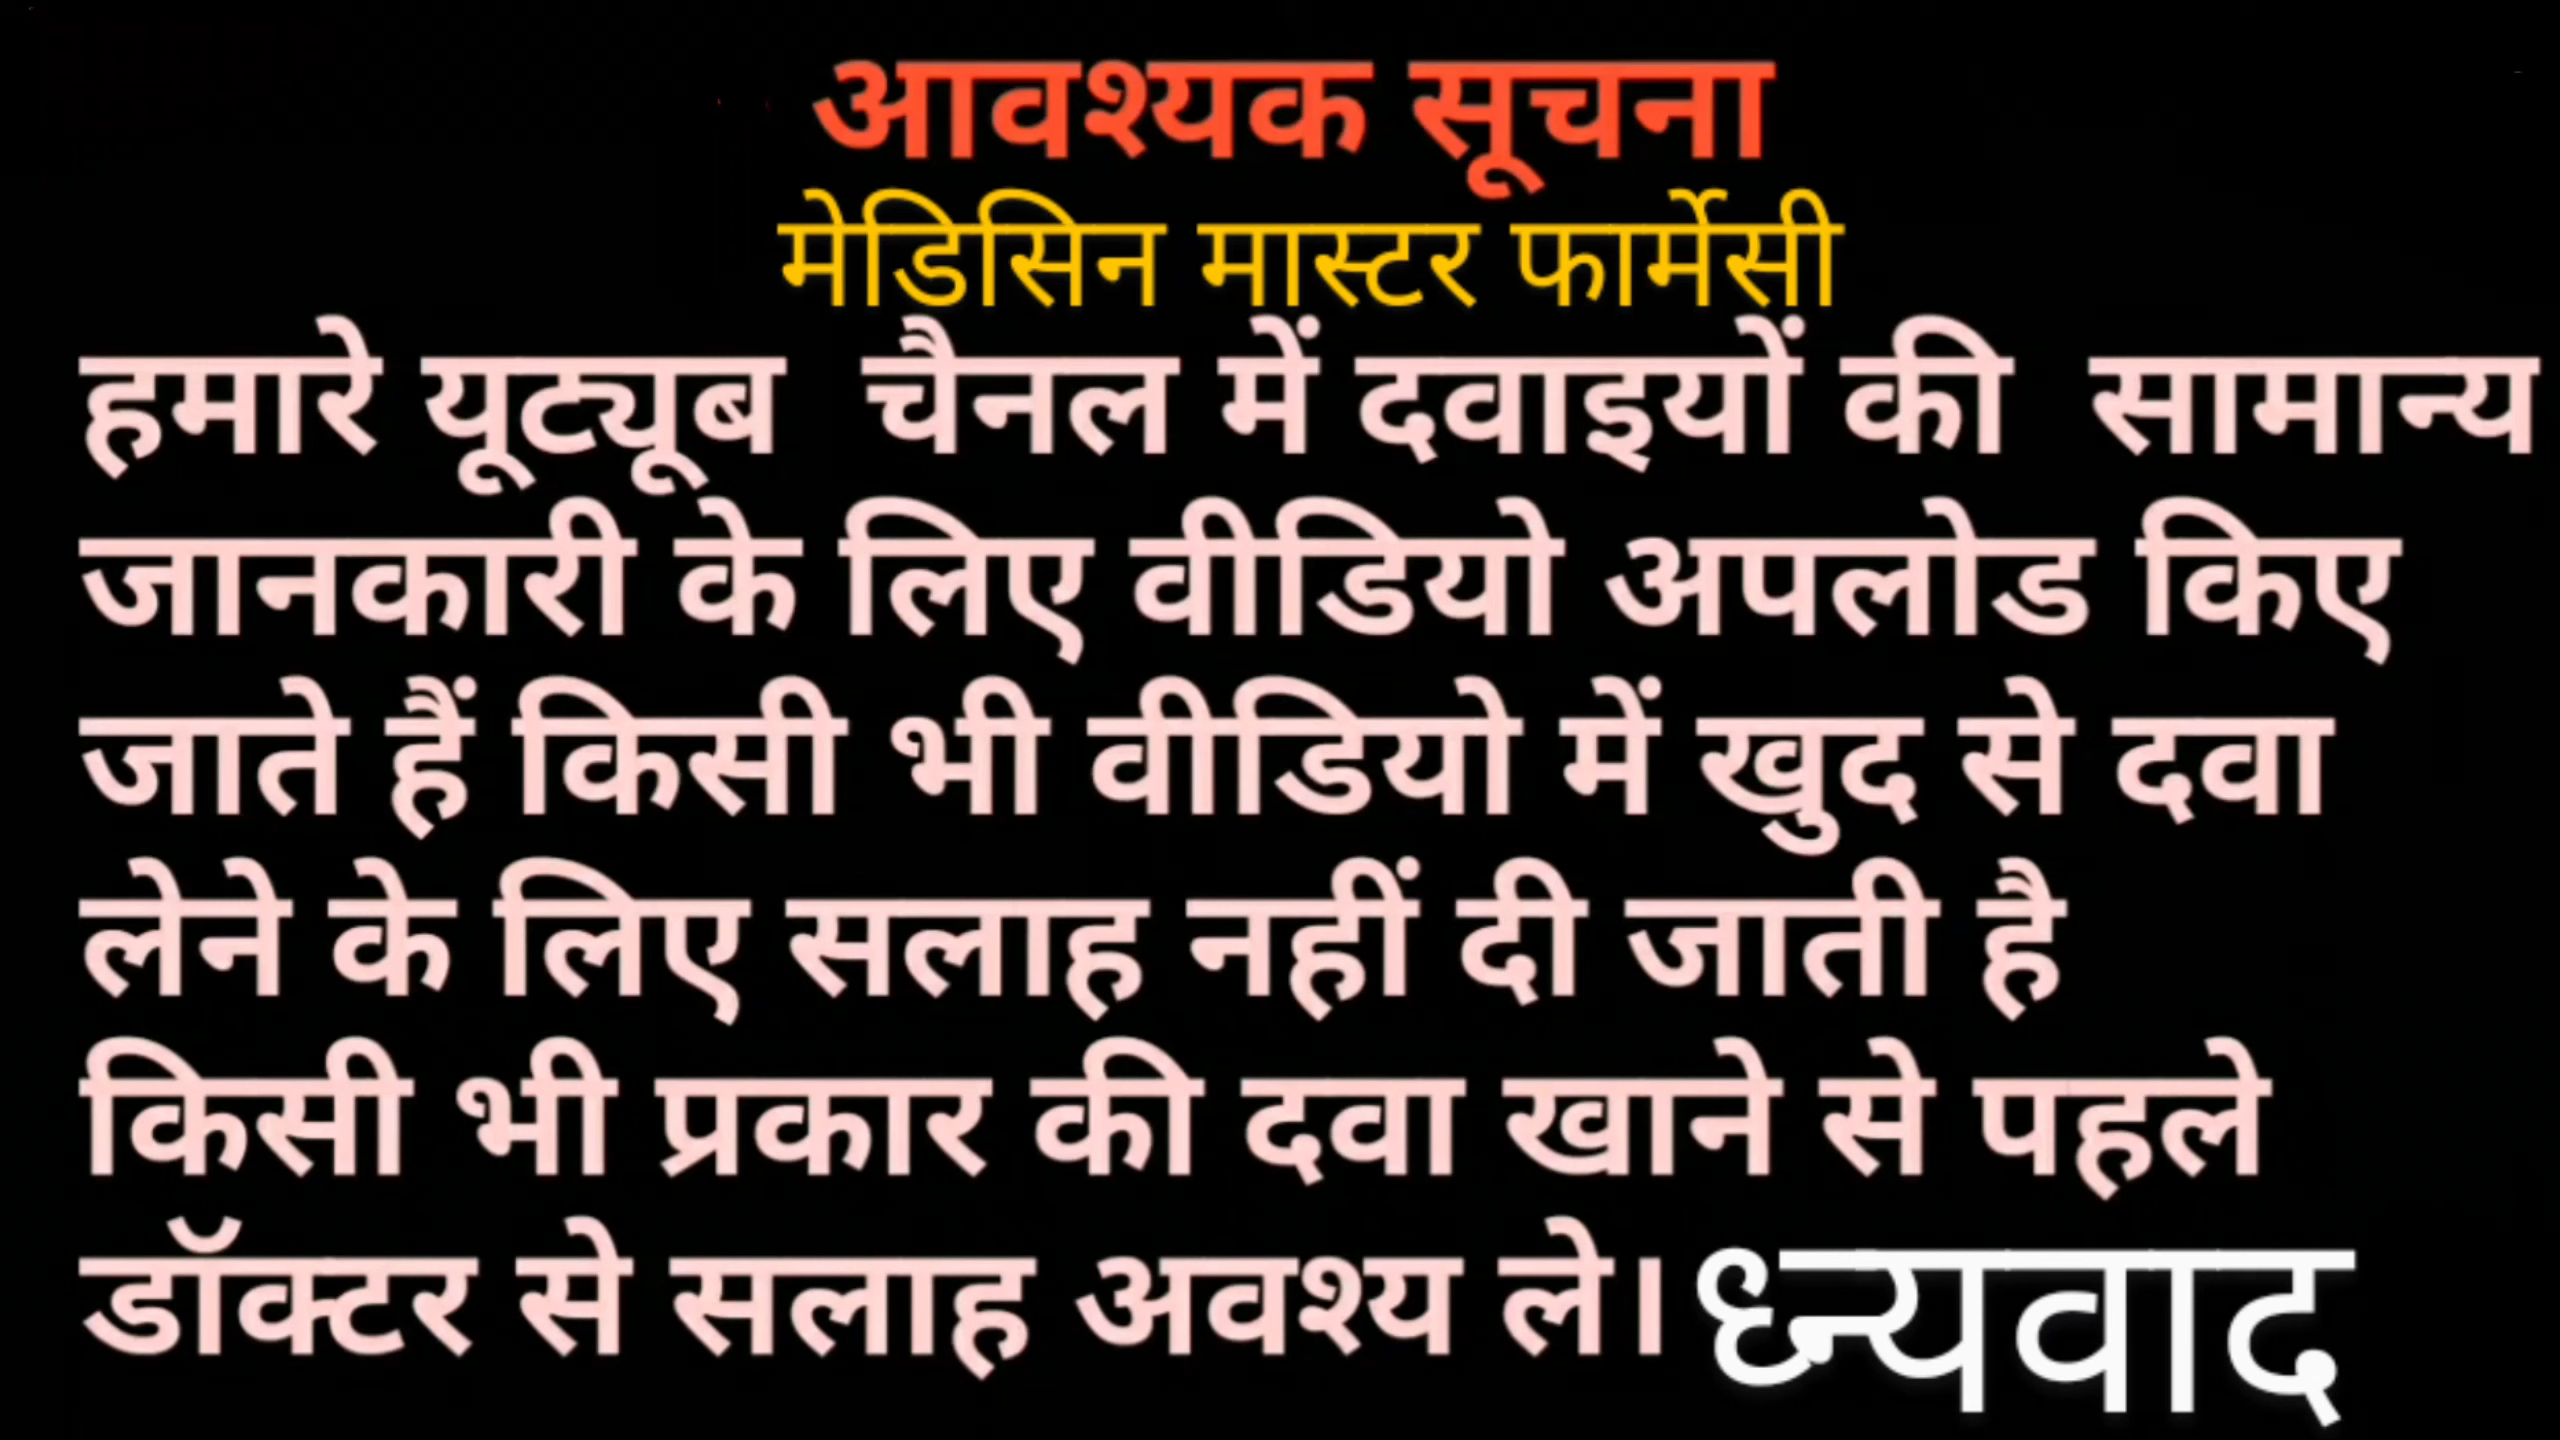 आवश्यक सूचना
मेडिसिन मास्टर फार्मेसी
हमारे यूट्यूब चैनल में दवाइयों की सामान्य
जानकारी के लिए वीडियो अपलोड किए
जाते हैं किसी भी वीडियो में खुद से दवा
लेने के लिए सलाह नहीं दी जाती है
किसी भी प्रकार की दवा खाने से पहले
डॉक्टर से सलाह अवश्य ले। ध्न्यवाद